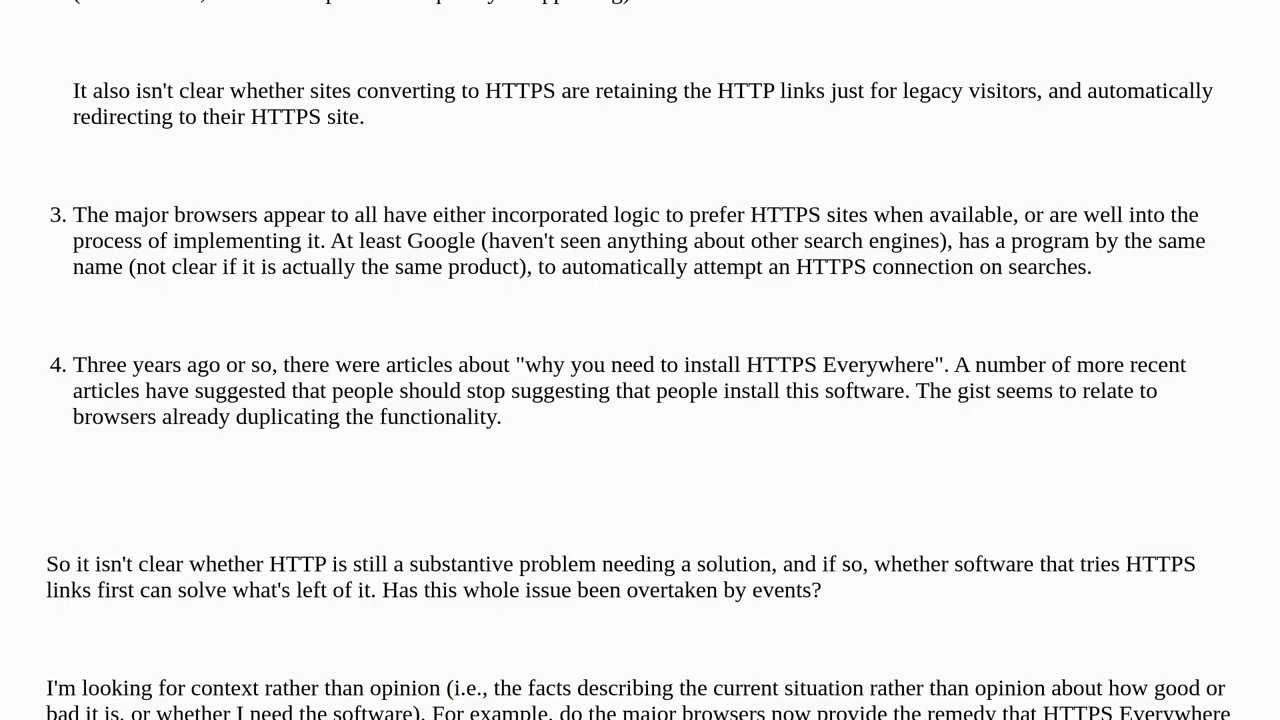 It also isn't clear whether sites converting to HTTPS are retaining the HTTP links just for legacy visitors, and automatically
redirecting to their HTTPS site.
3. The major browsers appear to all have either incorporated logic to prefer HTTPS sites when available, or are well into the
process of implementing it. At least Google (haven't seen anything about other search engines), has a program by the same
name (not clear if it is actually the same product), to automatically attempt an HTTPS connection on searches.
4. Three years ago or so, there were articles about "why you need to install HTTPS Everywhere". A number of more recent
articles have suggested that people should stop suggesting that people install this software. The gist seems to relate to
browsers already duplicating the functionality.
So it isn't clear whether HTTP is still a substantive problem needing a solution, and if so, whether software that tries HTTPS
links first can solve what's left of it. Has this whole issue been overtaken by events?
I'm looking for context rather than opinion (i.e., the facts describing the current situation rather than opinion about how good or
bad it is, or whether I need the software). For example, do the major browsers now provide the remedy that HTTPS Everywhere